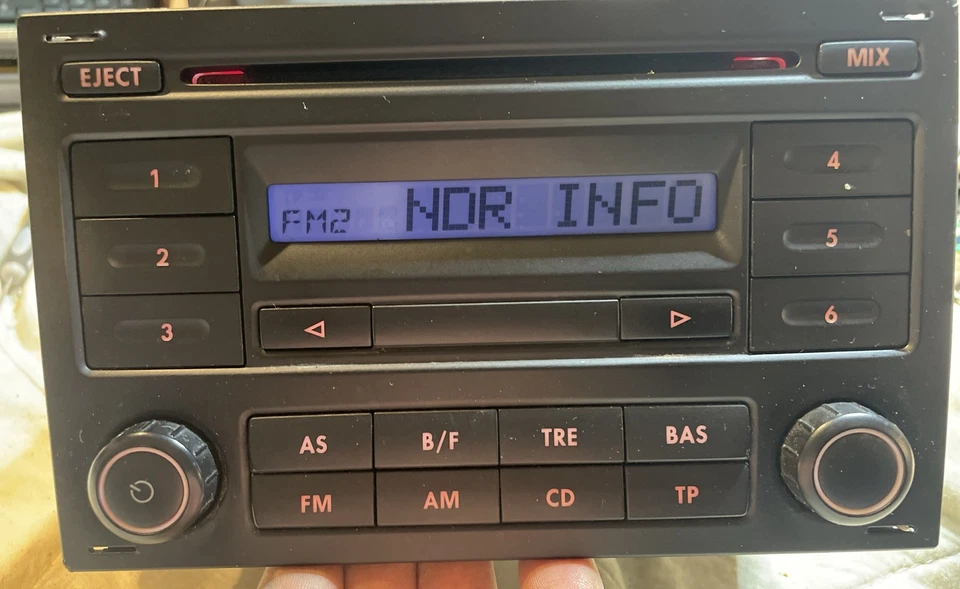 EJECT MIX
1 4
FM2 NDR INFO
2 5
3 6
AS B/F TRE BAS
FM AM CD TP